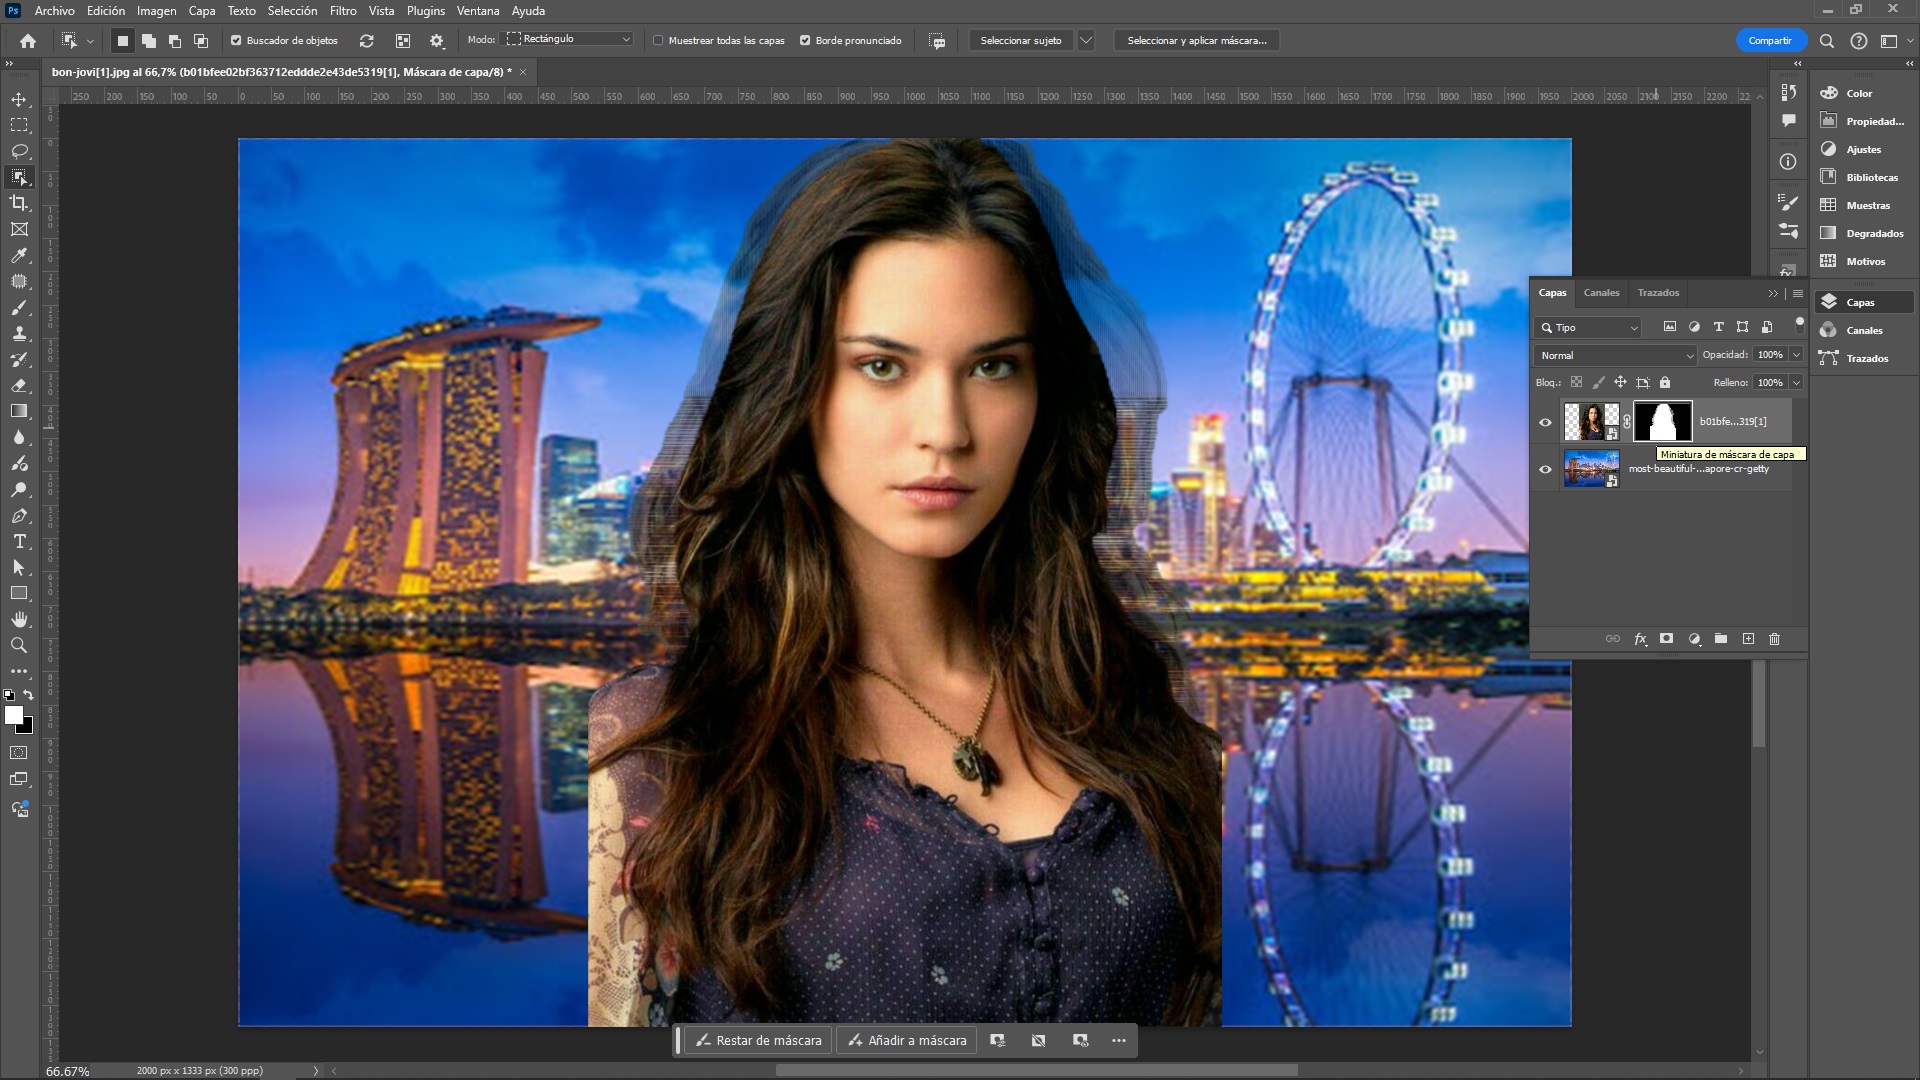 Ps Archivo Edición Imagen Capa Texto Selección Filtro Vista Plugins Ventana Ayuda
Buscador de objetos Modo: Rectángulo Muestrear todas las capas Borde pronunciado Seleccionar sujeto Seleccionar y aplicar máscara... Compartir
bon-jovi[1].jpg al 66,7% (b01bfee02bf363712eddde2e43de5319[1], Máscara de capa/8) *
250 200 150 100 50 0 50 100 150 200 250 300 350 400 450 500 550 600 650 700 750 800 850 900 950 1000 1050 1100 1150 1200 1250 1300 1350 1400 1450 1500 1550 1600 1650 1700 1750 1800 1850 1900 1950 2000 2050 2100 2150 2200 22
Color
Propiedad...
Ajustes
Bibliotecas
Muestras
Degradados
Motivos
Capas
Canales
Trazados
Capas Canales Trazados
Tipo
Normal Opacidad: 100%
Bloq.: Relleno: 100%
b01bfe...319[1]
Miniatura de máscara de capa
most-beautiful-...apore-cr-getty
fx
Restar de máscara Añadir a máscara
66.67% 2000 px x 1333 px (300 ppp)